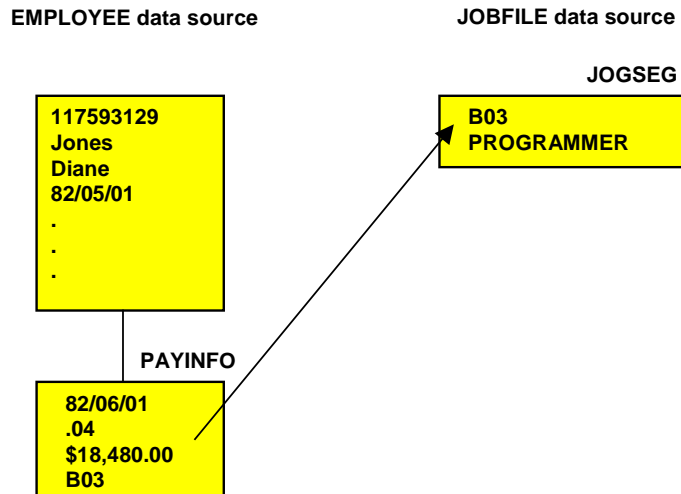 EMPLOYEE data source
JOBFILE data source
JOGSEG
117593129
Jones
Diane
82/05/01
.
.
.
B03
PROGRAMMER
PAYINFO
82/06/01
.04
$18,480.00
B03